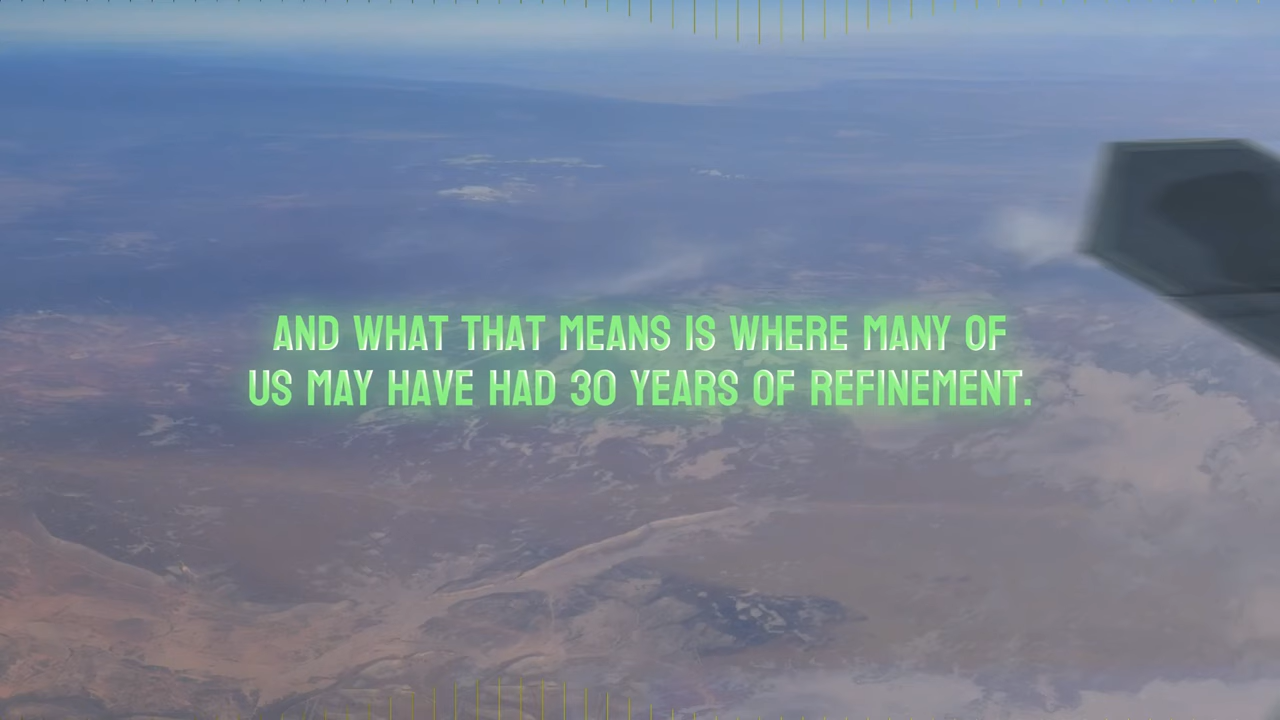 AND WHAT THAT MEANS IS WHERE MANY OF
US MAY HAVE HAD 30 YEARS OF REFINEMENT.